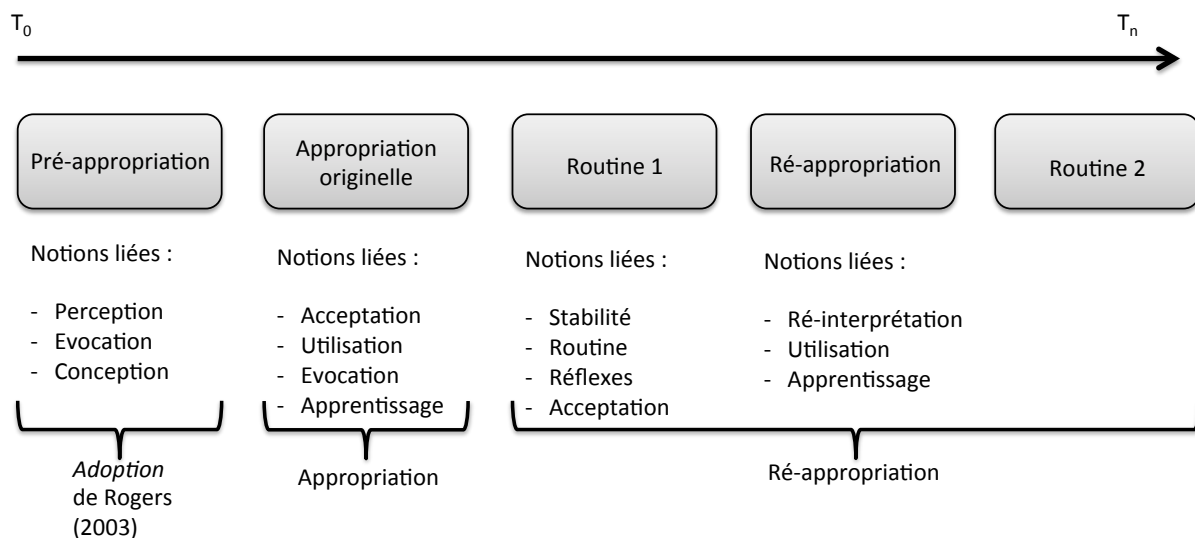 T0
Tn
Pré-appropriation
Appropriation
originelle
Routine 1
Ré-appropriation
Routine 2
Notions liées :
- Perception
- Evocation
- Conception
Notions liées :
- Acceptation
- Utilisation
- Evocation
- Apprentissage
Notions liées :
- Stabilité
- Routine
- Réflexes
- Acceptation
Notions liées :
- Ré-interprétation
- Utilisation
- Apprentissage
Adoption
de Rogers
(2003)
Appropriation
Ré-appropriation